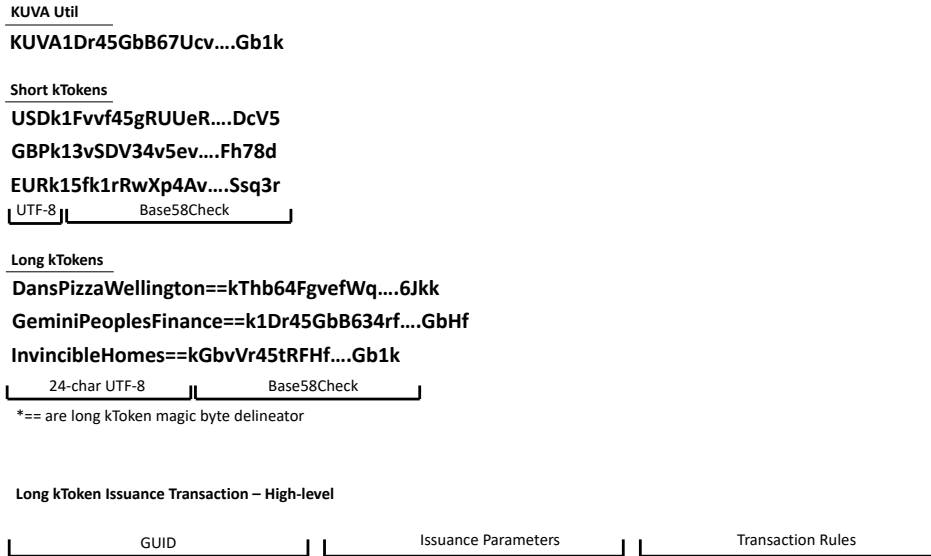 KUVA Util
KUVA1Dr45GbB67Ucv....Gb1k
Short kTokens
USDk1Fvvf45gRUUeR....DcV5
GBPk13vSDV34v5ev....Fh78d
EURk15fk1rRwXp4Av....Ssq3r
UTF-8 Base58Check
Long kTokens
DansPizzaWellington==kThb64FgvefWq....6Jkk
GeminiPeoplesFinance==k1Dr45GbB634rf....GbHf
InvincibleHomes==kGbvVr45tRFHf....Gb1k
24-char UTF-8 Base58Check
*== are long kToken magic byte delineator
Long kToken Issuance Transaction – High-level
GUID Issuance Parameters Transaction Rules